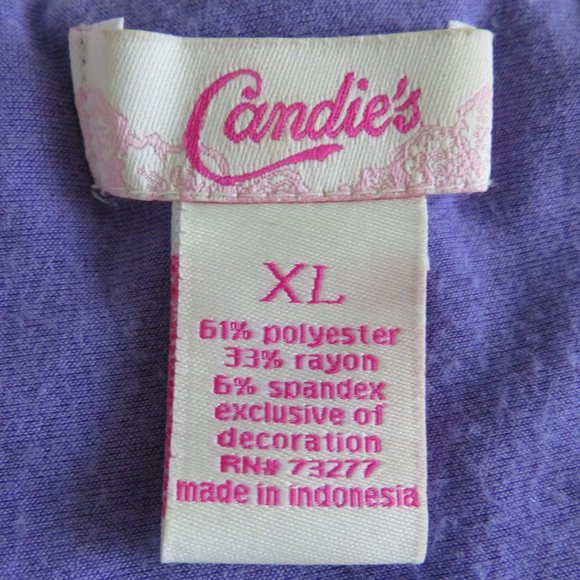 Candie's
XL
61% polyester
33% rayon
6% spandex
exclusive of
decoration
RN# 73277
made in indonesia